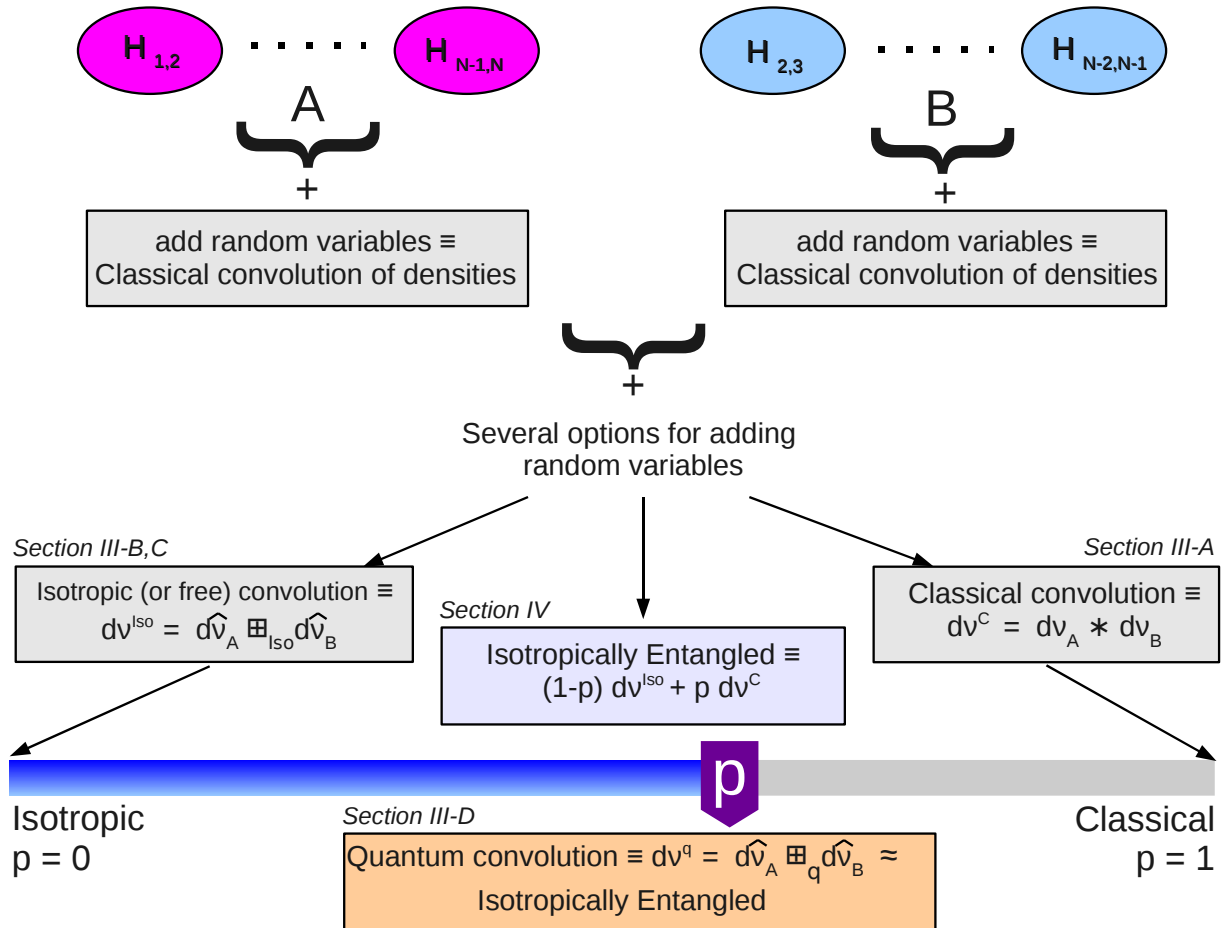 H 1,2 ...... H N-1,N
H 2,3 ...... H N-2,N-1
A
B
+
+
add random variables ≡
Classical convolution of densities
add random variables ≡
Classical convolution of densities
+
Several options for adding
random variables
Section III-B,C
Isotropic (or free) convolution ≡
dν^Iso = dν̂_A ⊞_Iso dν̂_B
Section IV
Isotropically Entangled ≡
(1-p) dν^Iso + p dν^C
Section III-A
Classical convolution ≡
dν^C = dν_A ∗ dν_B
p
Isotropic
p = 0
Classical
p = 1
Section III-D
Quantum convolution ≡ dν^q = dν̂_A ⊞_q dν̂_B ≈
Isotropically Entangled